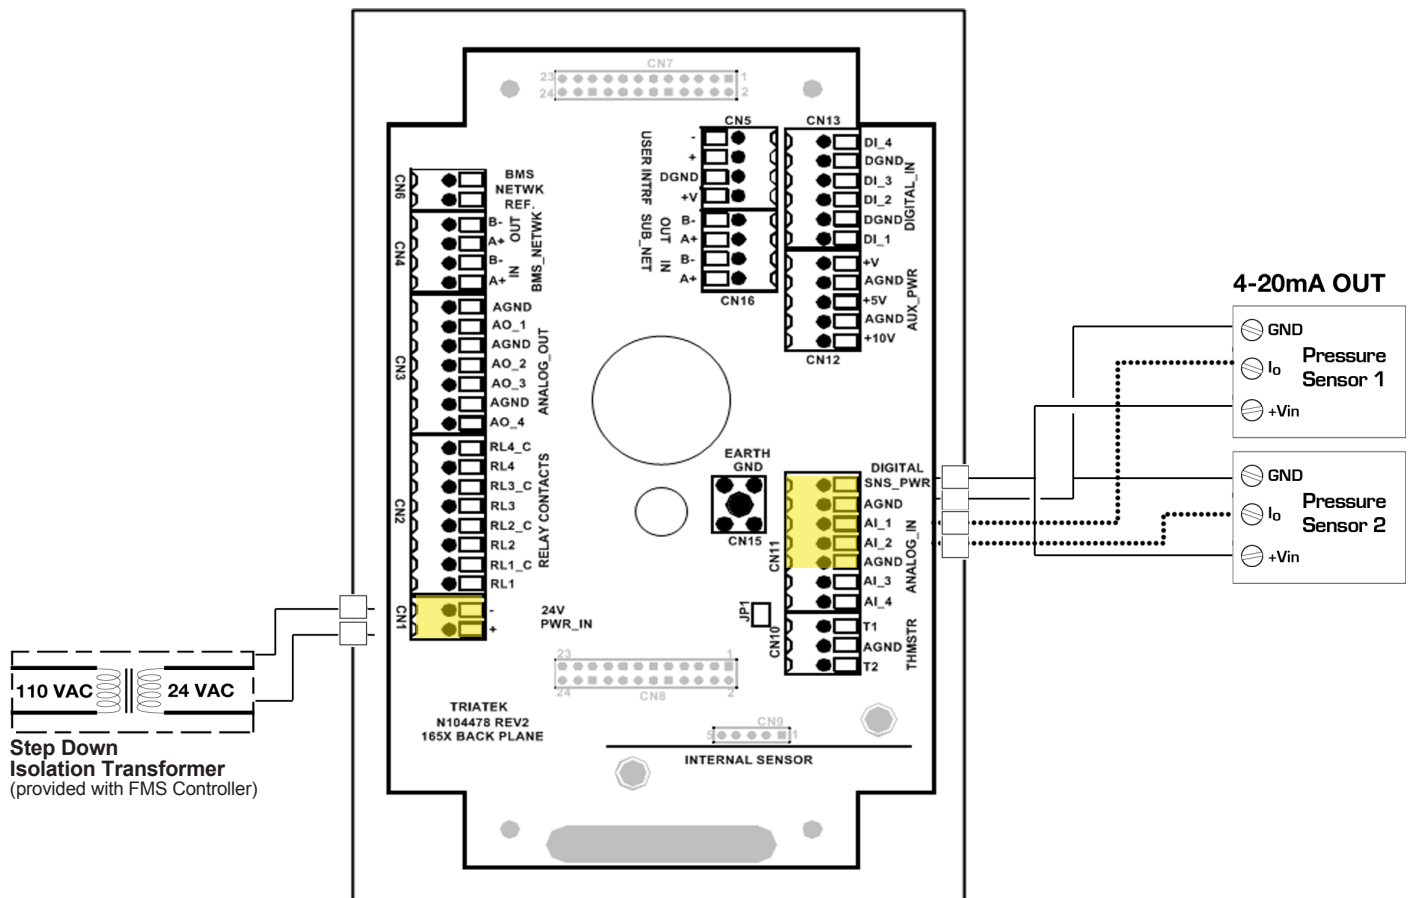 CN7
23 1
24 2
CN5
-
+
DGND
+V
USER INTRF
B-
A+
B-
A+
OUT IN
SUB_NET
CN16
CN13
DI_4
DGND
DI_3
DI_2
DGND
DI_1
DIGITAL_IN
+V
AGND
+5V
AGND
+10V
AUX_PWR
CN12
CN6
BMS
NETWK
REF.
CN4
B-
A+
B-
A+
OUT IN
BMS_NETWK
CN3
AGND
AO_1
AGND
AO_2
AO_3
AGND
AO_4
ANALOG_OUT
CN2
RL4_C
RL4
RL3_C
RL3
RL2_C
RL2
RL1_C
RL1
RELAY CONTACTS
CN1
-
+
24V
PWR_IN
EARTH
GND
CN15
DIGITAL
SNS_PWR
AGND
AI_1
AI_2
AGND
AI_3
AI_4
ANALOG_IN
CN11
JP1
CN10
T1
AGND
T2
THMSTR
23 1
24 2
CN8
TRIATEK
N104478 REV2
165X BACK PLANE
CN9
5 1
INTERNAL SENSOR
110 VAC 24 VAC
Step Down
Isolation Transformer
(provided with FMS Controller)
4-20mA OUT
GND
Io
+Vin
Pressure
Sensor 1
GND
Io
+Vin
Pressure
Sensor 2